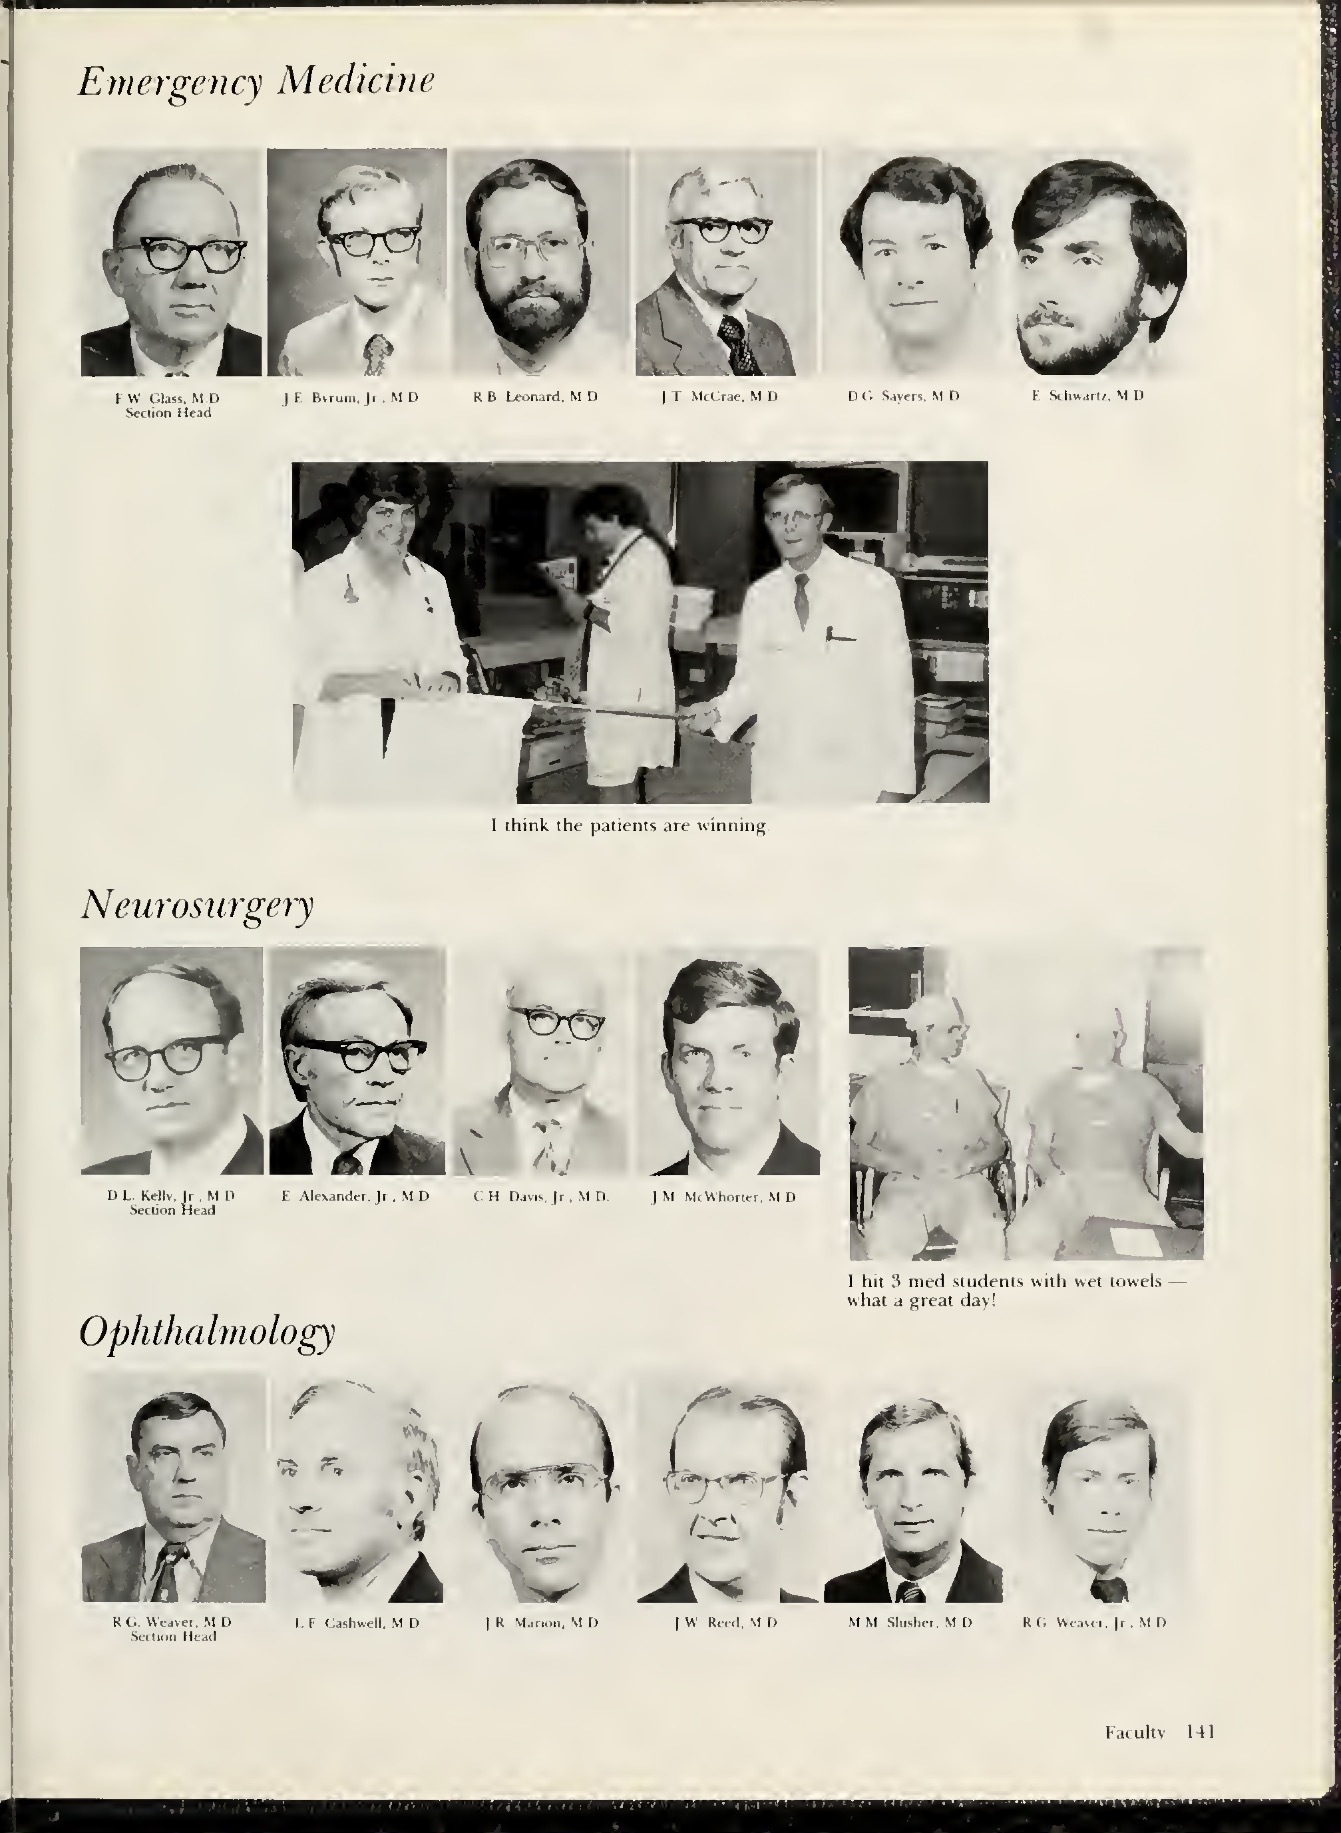 Emergency Medicine
F W Glass, M D
Section Head
J E Byrum, Jr , M D
R B Leonard, M D
J T McCrae, M D
D G Sayers, M D
E Schwartz, M D
I think the patients are winning
Neurosurgery
D L. Kelly, Jr , M D
Section Head
E Alexander, Jr , M D
C H Davis, Jr , M D.
J M McWhorter, M D
I hit 3 med students with wet towels —
what a great day!
Ophthalmology
R G. Weaver, M D
Section Head
L F Cashwell, M D
J R Marion, M D
J W Reed, M D
M M Slusher, M D
R G Weaver, Jr , M D
Faculty 141